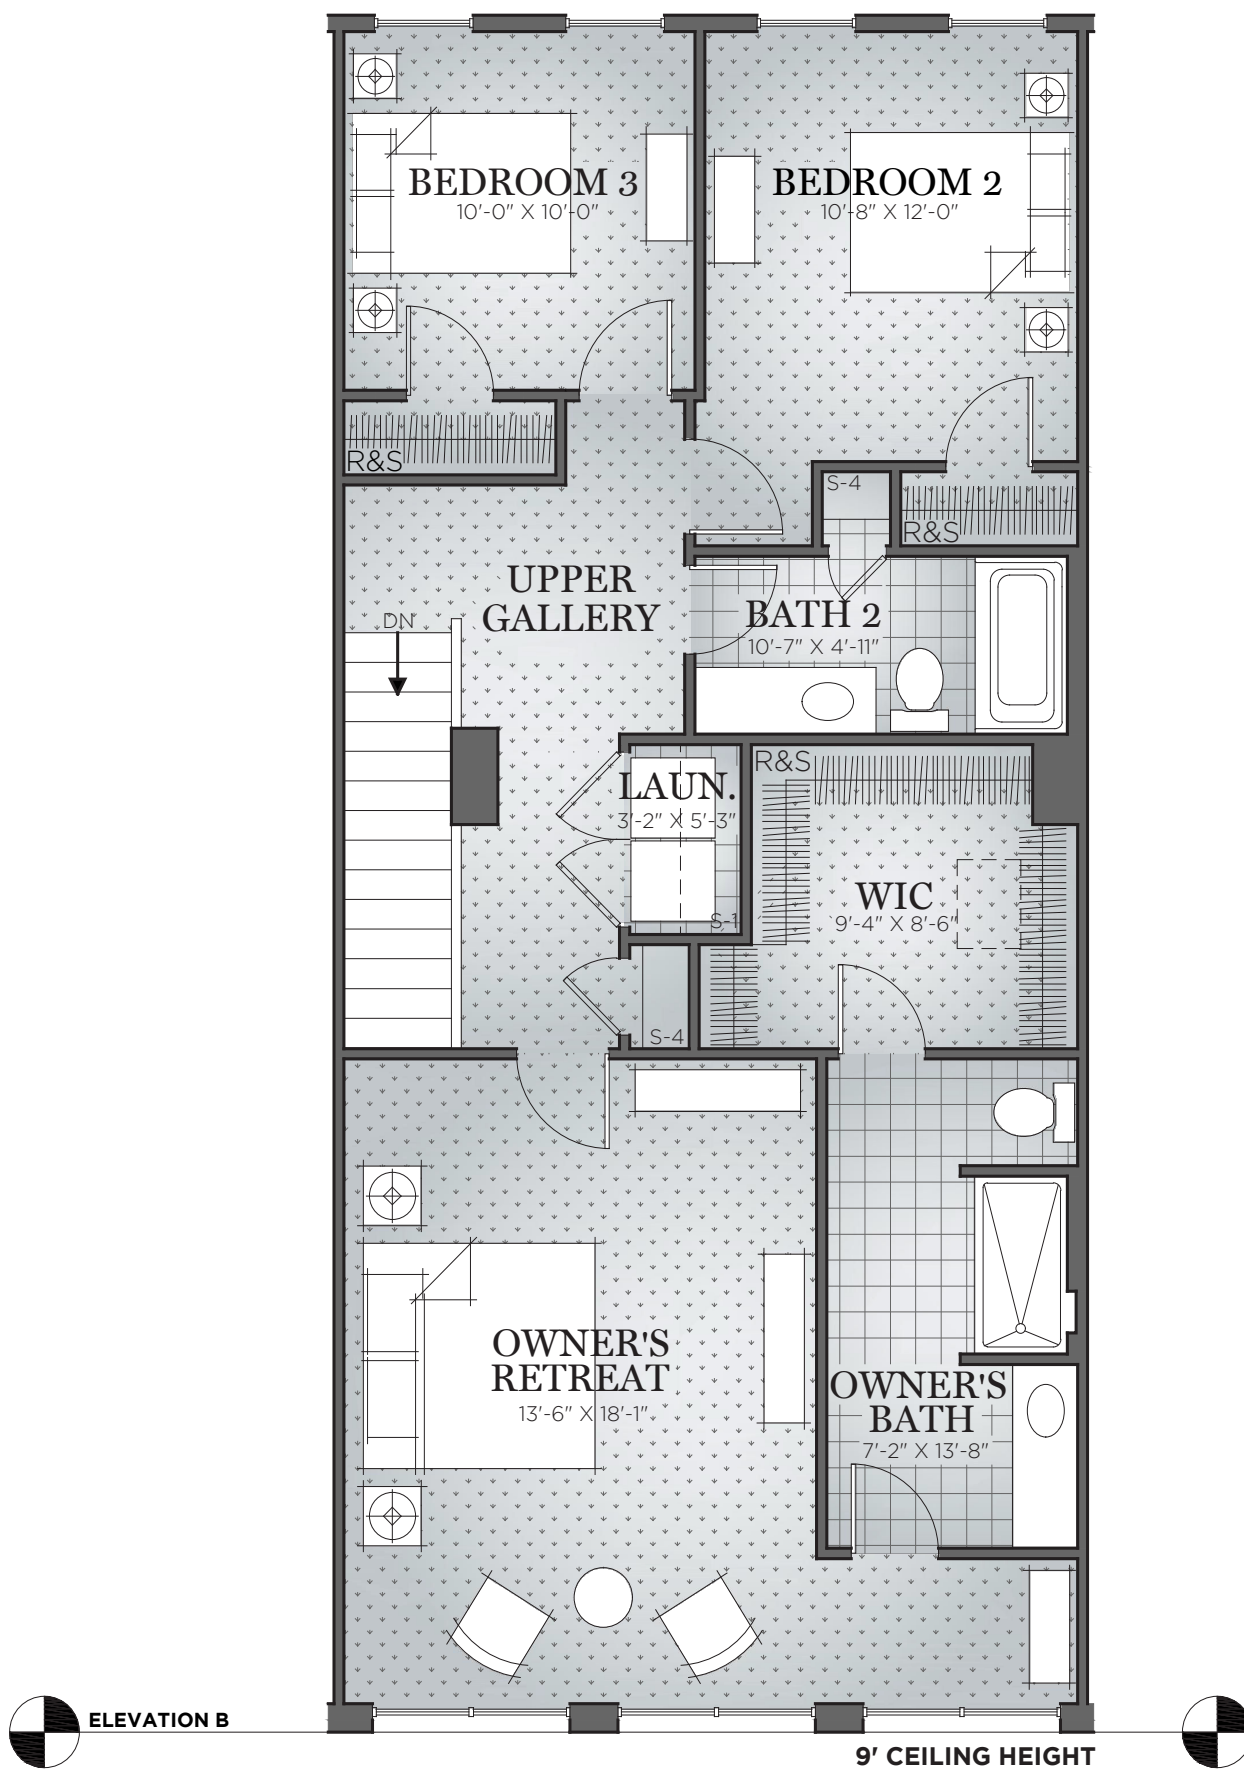 BEDROOM 3
10'-0" X 10'-0"
BEDROOM 2
10'-8" X 12'-0"
R&S
S-4
R&S
UPPER
GALLERY
DN
BATH 2
10'-7" X 4'-11"
LAUN.
3'-2" X 5'-3"
S-1
R&S
WIC
9'-4" X 8'-6"
S-4
OWNER'S
RETREAT
13'-6" X 18'-1"
OWNER'S
BATH
7'-2" X 13'-8"
ELEVATION B
9' CEILING HEIGHT